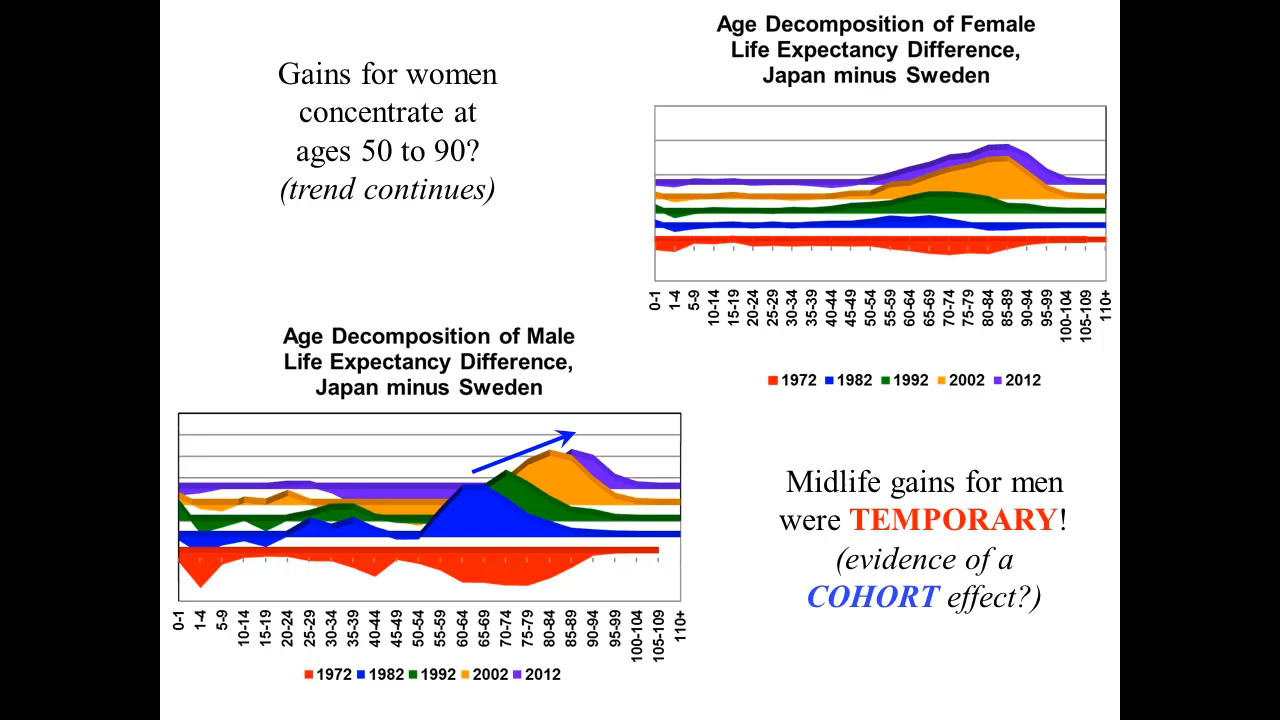 Gains for women
concentrate at
ages 50 to 90?
(trend continues)
Age Decomposition of Female
Life Expectancy Difference,
Japan minus Sweden
0-1 1-4 5-9 10-14 15-19 20-24 25-29 30-34 35-39 40-44 45-49 50-54 55-59 60-64 65-69 70-74 75-79 80-84 85-89 90-94 95-99 100-104 105-109 110+
1972 1982 1992 2002 2012
Age Decomposition of Male
Life Expectancy Difference,
Japan minus Sweden
0-1 1-4 5-9 10-14 15-19 20-24 25-29 30-34 35-39 40-44 45-49 50-54 55-59 60-64 65-69 70-74 75-79 80-84 85-89 90-94 95-99 100-104 105-109 110+
1972 1982 1992 2002 2012
Midlife gains for men
were TEMPORARY!
(evidence of a
COHORT effect?)